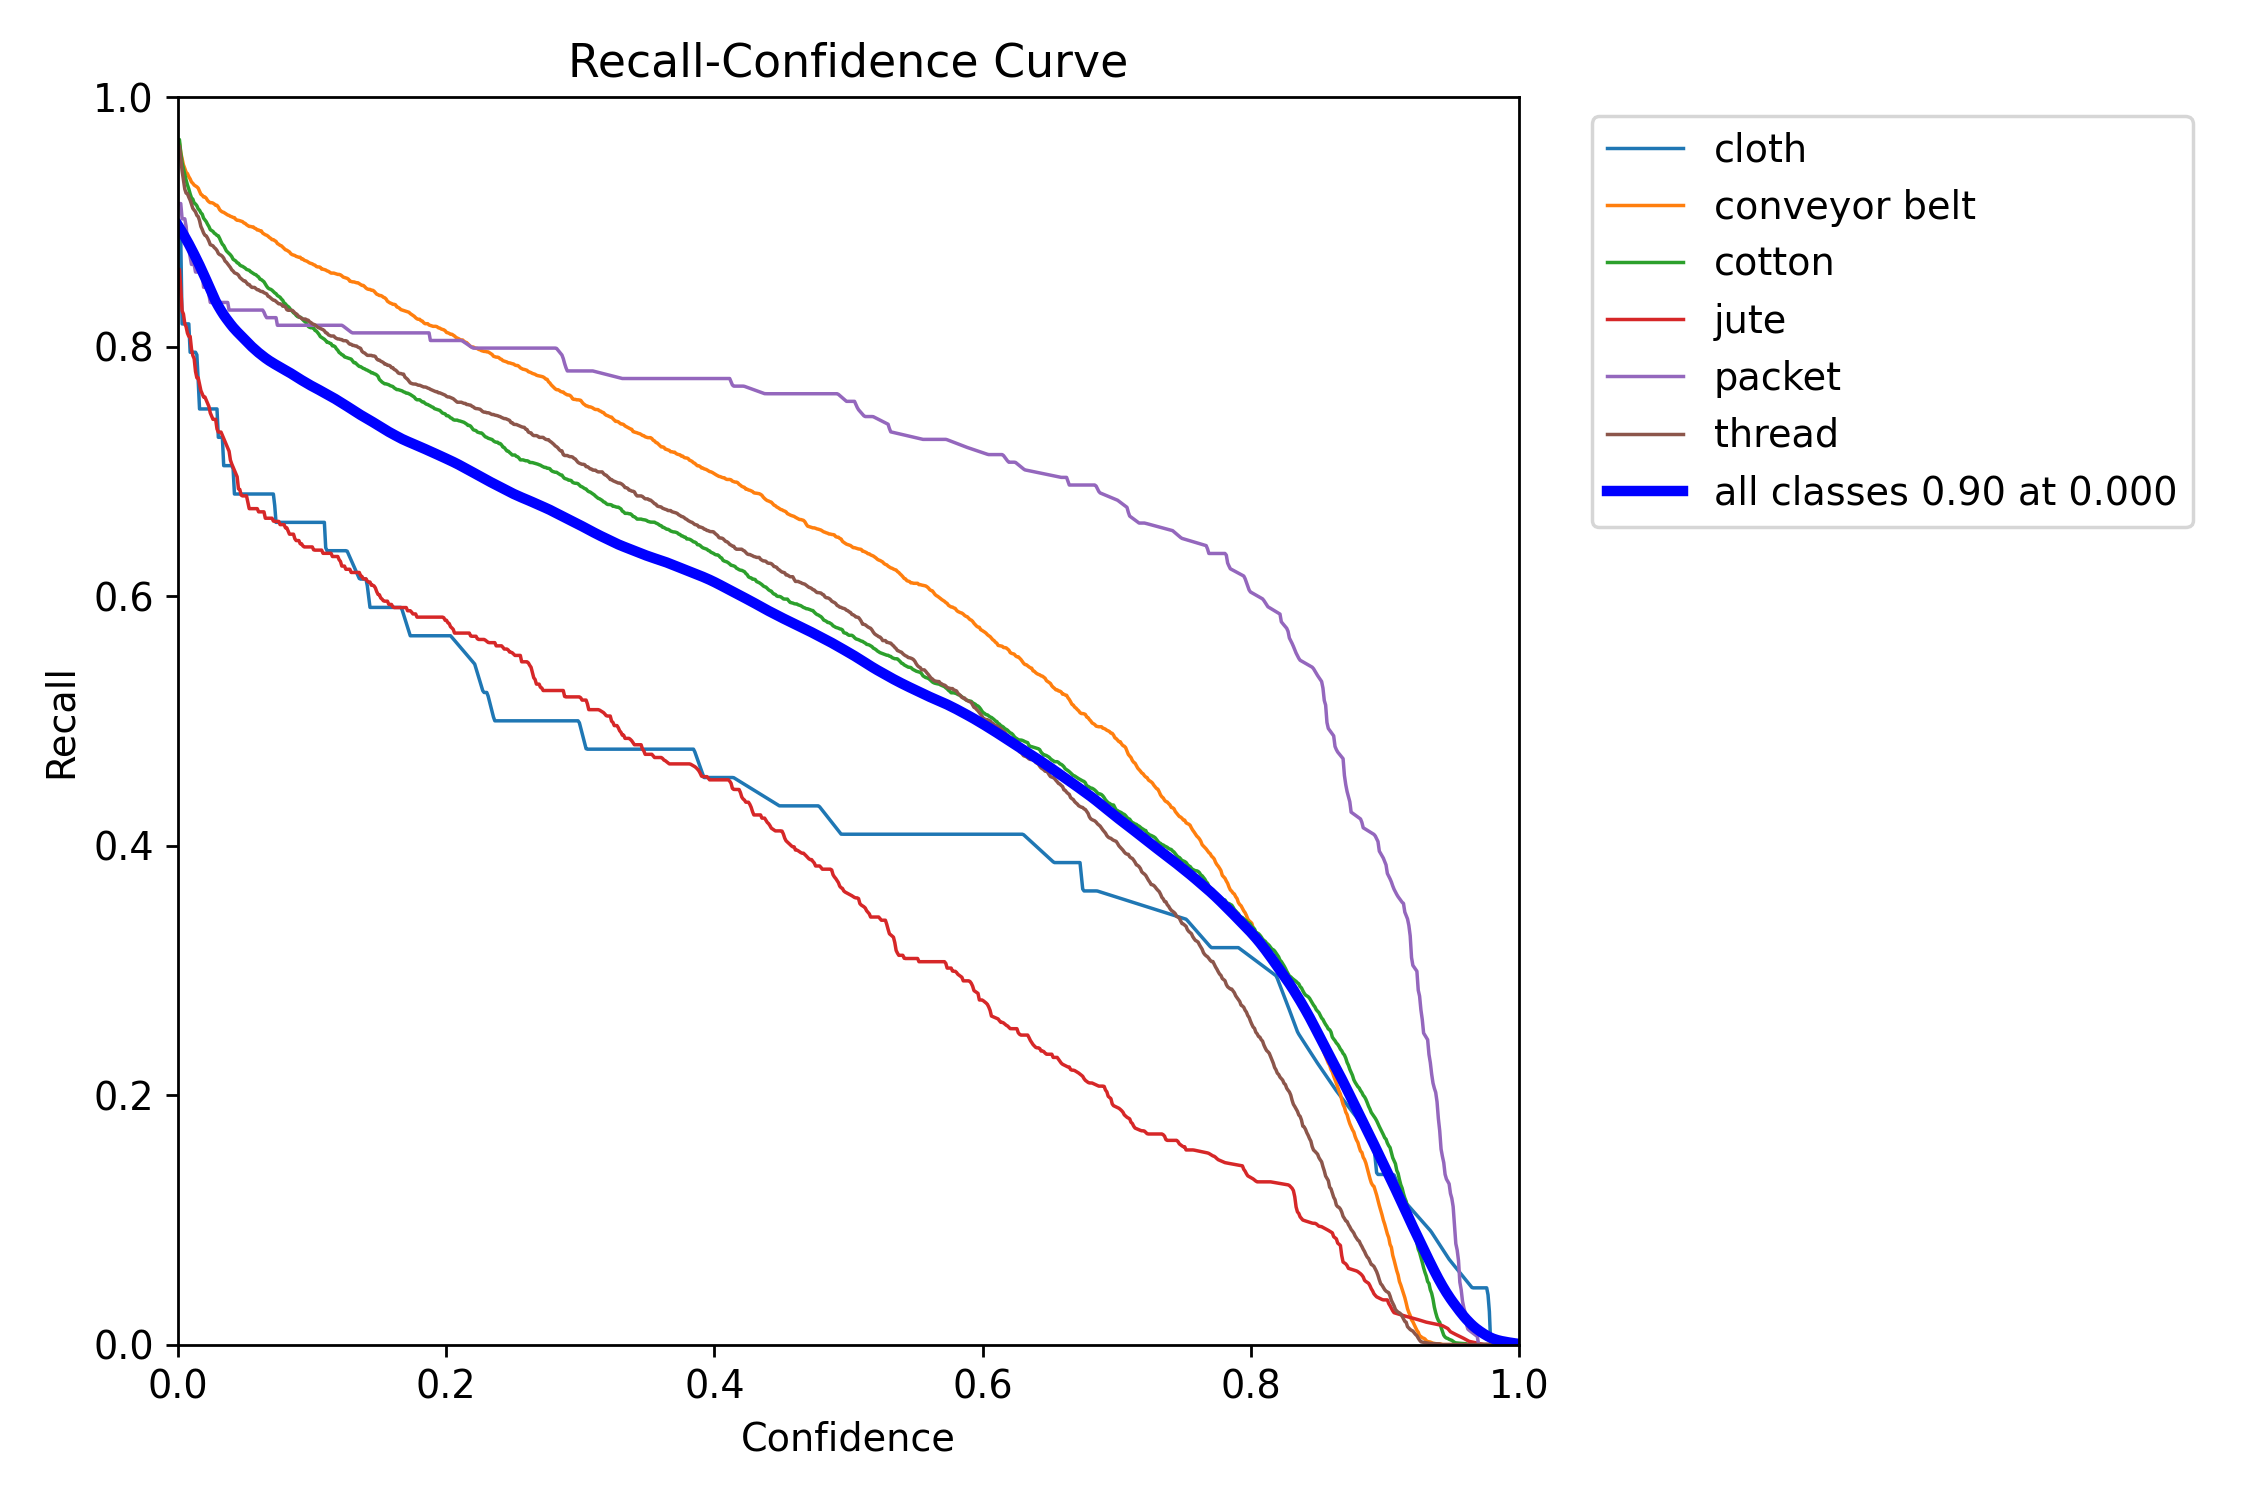 Recall-Confidence Curve
1.0
0.8
0.6
0.4
0.2
0.0
Recall
0.0 0.2 0.4 0.6 0.8 1.0
Confidence
cloth
conveyor belt
cotton
jute
packet
thread
all classes 0.90 at 0.000